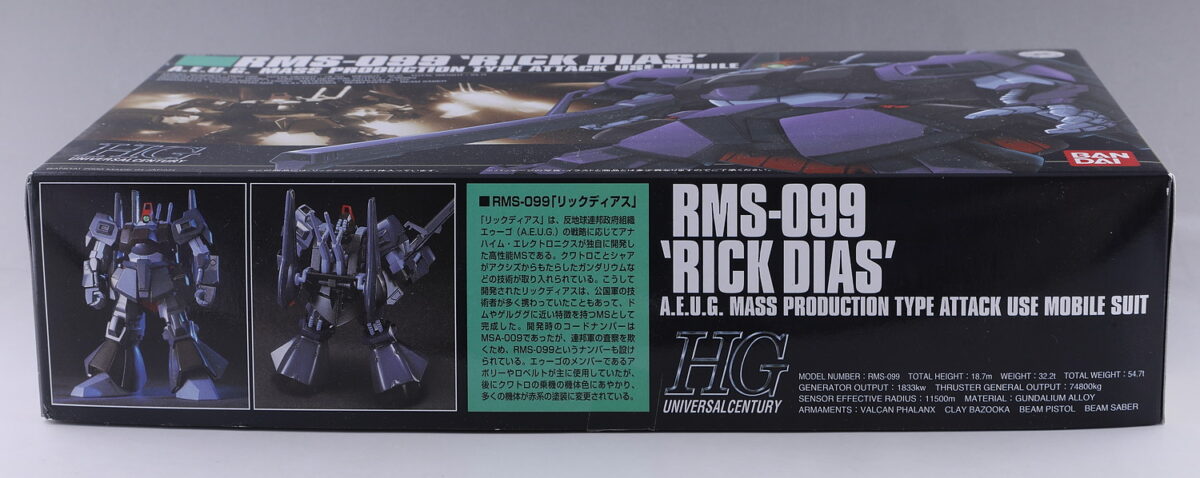 RMS-099 'RICK DIAS'
A.E.U.G. MASS PRODUCTION TYPE ATTACK USE MOBILE
HG
UNIVERSAL CENTURY
BANDAI 2000 MADE IN JAPAN
BAN
DAI
■RMS-099「リックディアス」
「リックディアス」は、反地球連邦政府組織
エゥーゴ(A.E.U.G.)の戦略に応じてアナ
ハイム・エレクトロニクスが独自に開発し
た高性能MSである。クワトロことシャア
がアクシズからもたらしたガンダリウムな
どの技術が取り入れられている。こうして
開発されたリックディアスは、公国軍の技
術者が多く携わっていたこともあって、ド
ムやゲルググに近い特徴を持つMSとして
完成した。開発時のコードナンバーは
MSA-009であったが、連邦軍の査察を欺
くため、RMS-099というナンバーも設け
られている。エゥーゴのメンバーであるア
ポリーやロベルトが主に使用していたが、
後にクワトロの乗機の機体色にあやかり、
多くの機体が赤系の塗装に変更されている。
RMS-099
'RICK DIAS'
A.E.U.G. MASS PRODUCTION TYPE ATTACK USE MOBILE SUIT
HG
UNIVERSAL CENTURY
MODEL NUMBER:RMS-099 TOTAL HEIGHT:18.7m WEIGHT:32.2t TOTAL WEIGHT:54.7t
GENERATOR OUTPUT:1833kw THRUSTER GENERAL OUTPUT:74800kg
SENSOR EFFECTIVE RADIUS:11500m MATERIAL:GUNDALIUM ALLOY
ARMAMENTS:VALCAN PHALANX CLAY BAZOOKA BEAM PISTOL BEAM SABER